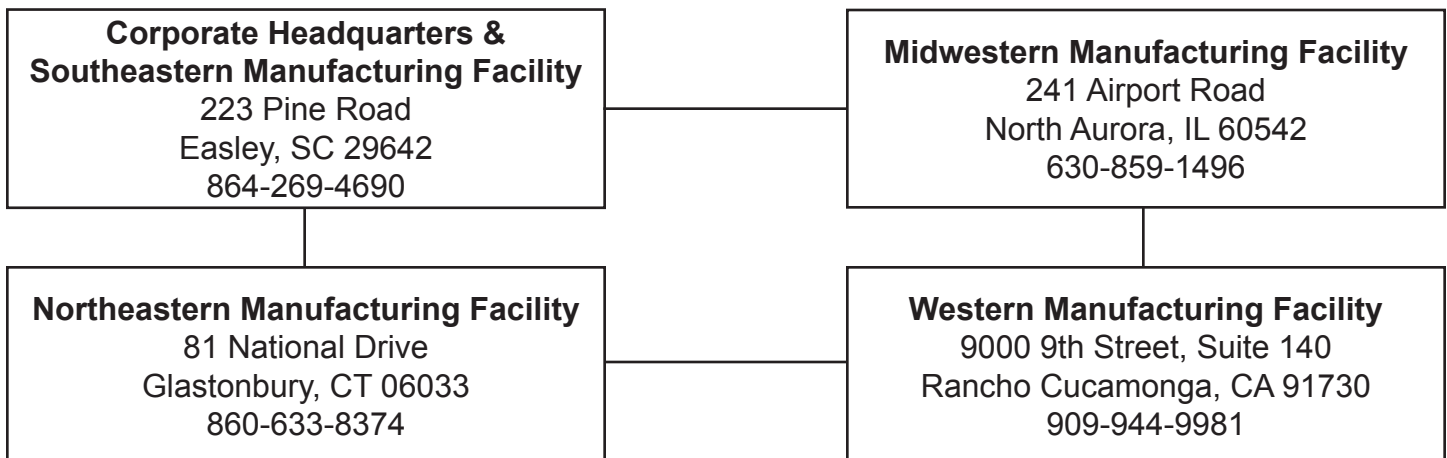 Corporate Headquarters &
Southeastern Manufacturing Facility
223 Pine Road
Easley, SC 29642
864-269-4690
Midwestern Manufacturing Facility
241 Airport Road
North Aurora, IL 60542
630-859-1496
Northeastern Manufacturing Facility
81 National Drive
Glastonbury, CT 06033
860-633-8374
Western Manufacturing Facility
9000 9th Street, Suite 140
Rancho Cucamonga, CA 91730
909-944-9981